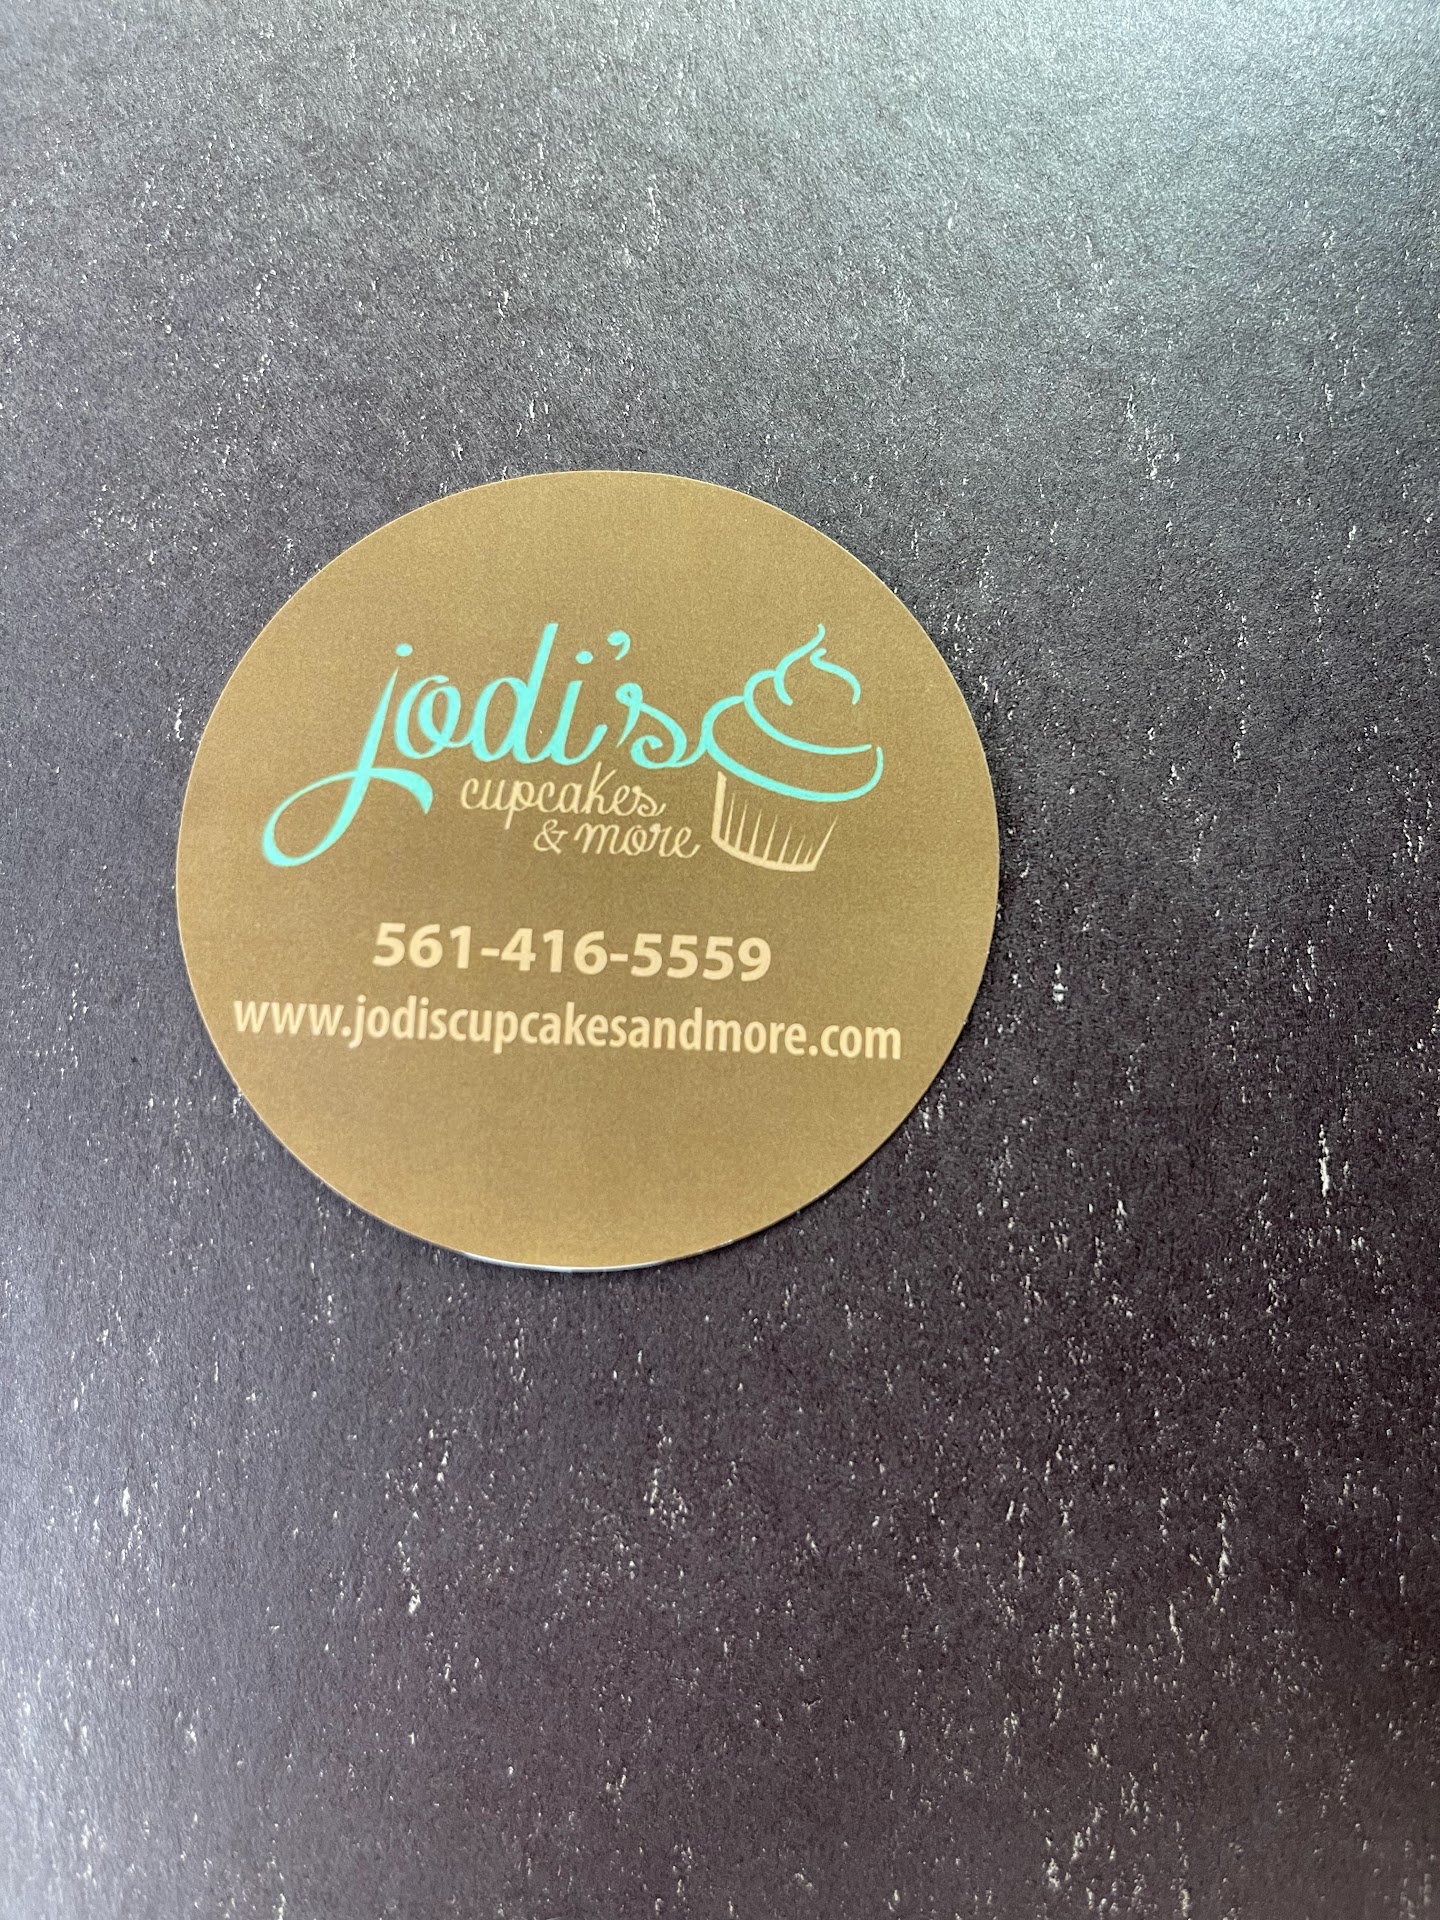 jodi's
cupcakes
& more
561-416-5559
www.jodiscupcakesandmore.com